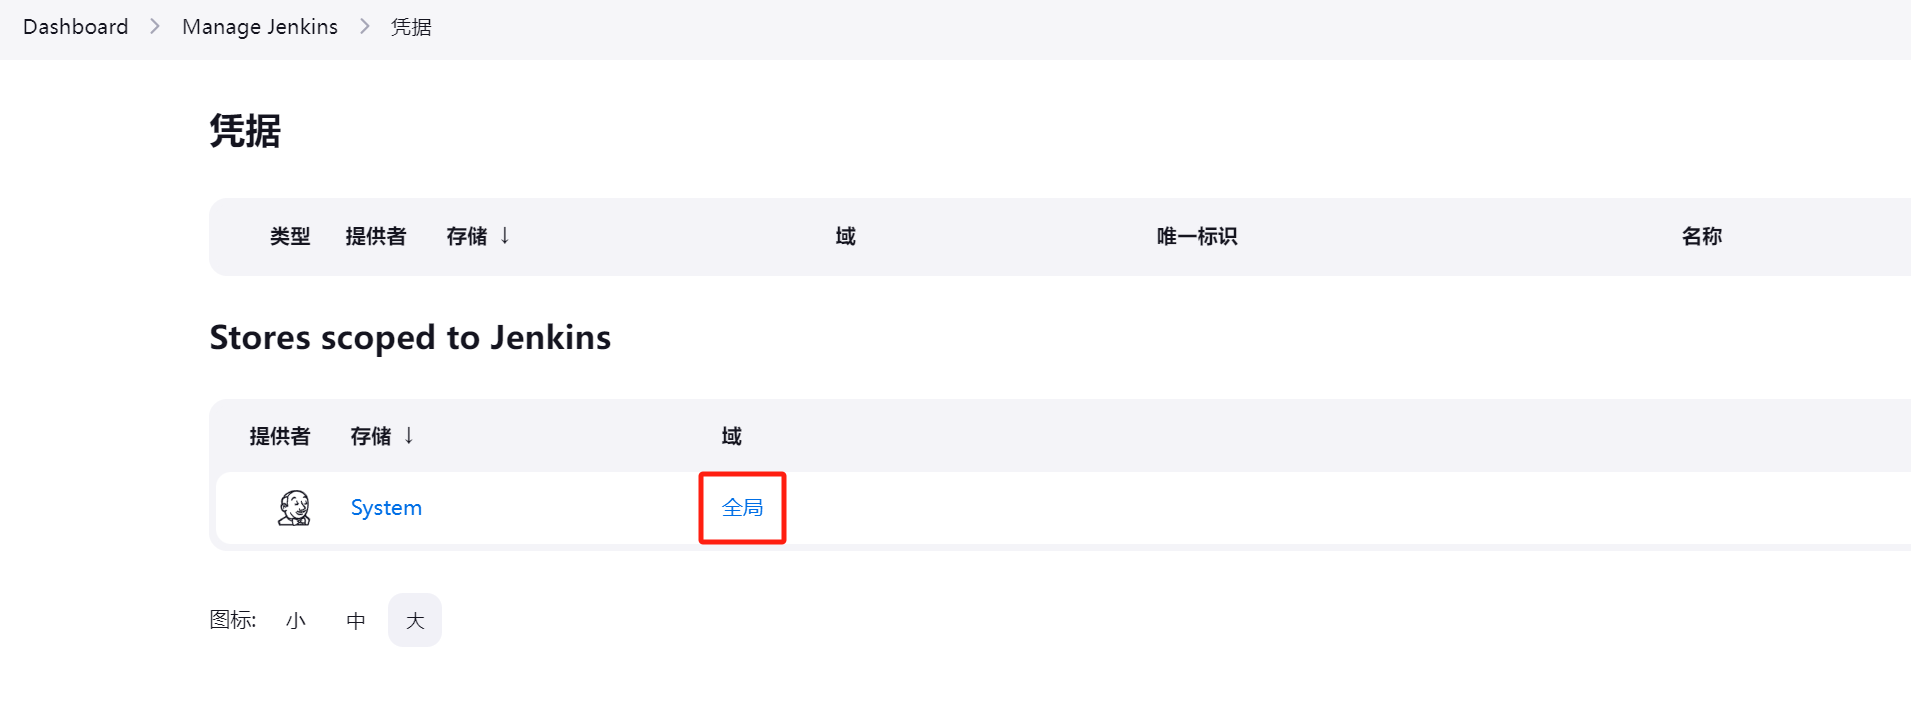 Dashboard > Manage Jenkins > 凭据
凭据
类型 提供者 存储 ↓ 域 唯一标识 名称
Stores scoped to Jenkins
提供者 存储 ↓ 域
System 全局
图标: 小 中 大